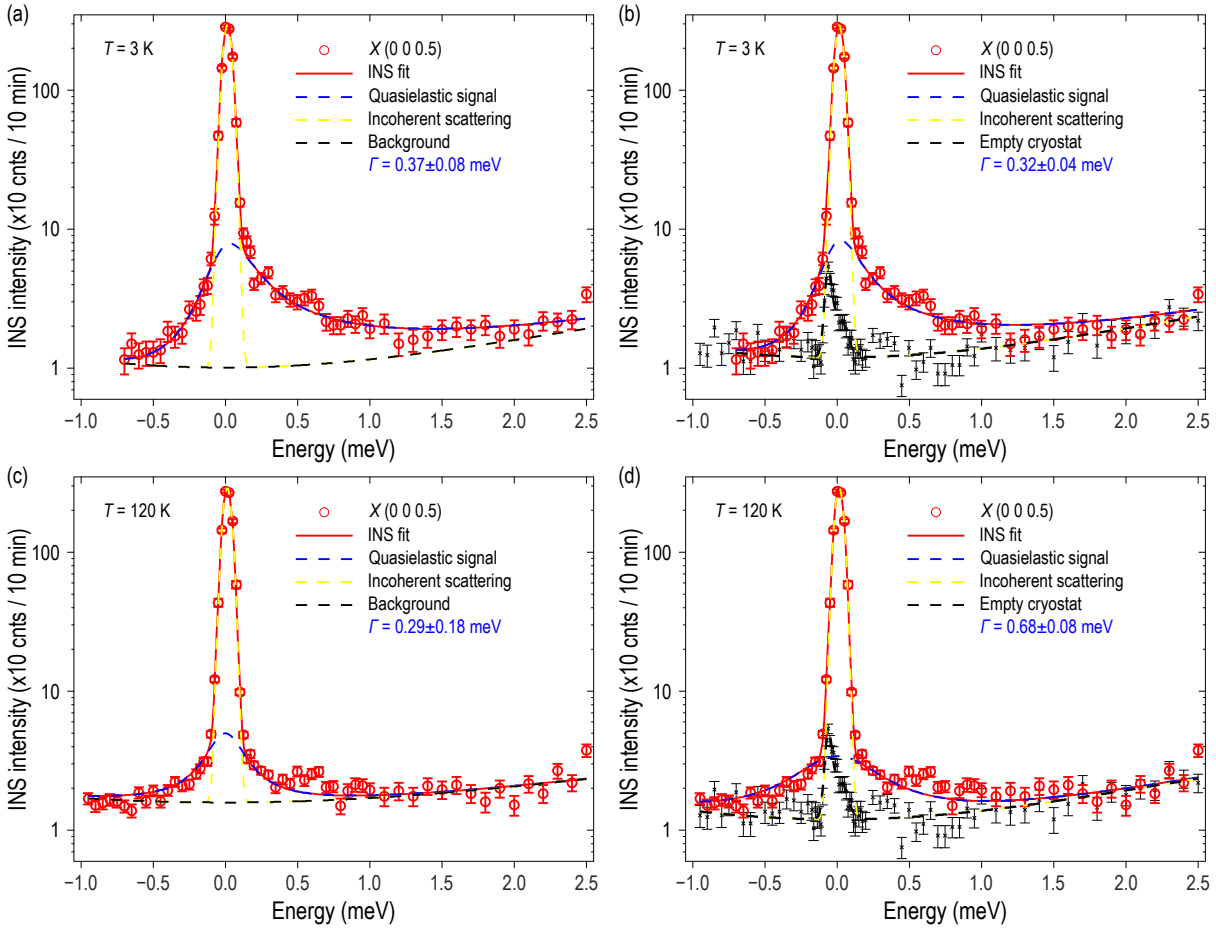 (a)
T = 3 K
X (0 0 0.5)
INS fit
Quasielastic signal
Incoherent scattering
Background
Γ = 0.37±0.08 meV
INS intensity (x10 cnts / 10 min)
100
10
1
−1.0 −0.5 0.0 0.5 1.0 1.5 2.0 2.5
Energy (meV)
(b)
T = 3 K
X (0 0 0.5)
INS fit
Quasielastic signal
Incoherent scattering
Empty cryostat
Γ = 0.32±0.04 meV
INS intensity (x10 cnts / 10 min)
100
10
1
−1.0 −0.5 0.0 0.5 1.0 1.5 2.0 2.5
Energy (meV)
(c)
T = 120 K
X (0 0 0.5)
INS fit
Quasielastic signal
Incoherent scattering
Background
Γ = 0.29±0.18 meV
INS intensity (x10 cnts / 10 min)
100
10
1
−1.0 −0.5 0.0 0.5 1.0 1.5 2.0 2.5
Energy (meV)
(d)
T = 120 K
X (0 0 0.5)
INS fit
Quasielastic signal
Incoherent scattering
Empty cryostat
Γ = 0.68±0.08 meV
INS intensity (x10 cnts / 10 min)
100
10
1
−1.0 −0.5 0.0 0.5 1.0 1.5 2.0 2.5
Energy (meV)